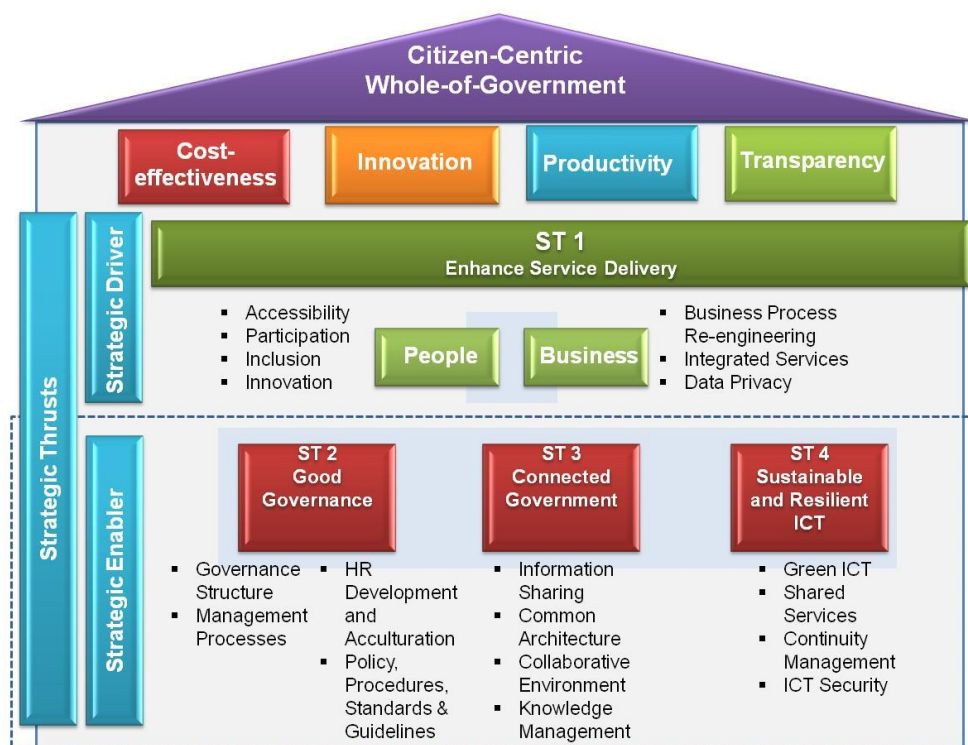 Citizen-Centric
Whole-of-Government
Cost-
effectiveness
Innovation
Productivity
Transparency
Strategic Thrusts
Strategic Driver
ST 1
Enhance Service Delivery
▪ Accessibility
▪ Participation
▪ Inclusion
▪ Innovation
People
Business
▪ Business Process
Re-engineering
▪ Integrated Services
▪ Data Privacy
Strategic Enabler
ST 2
Good
Governance
▪ Governance
Structure
▪ Management
Processes
▪ HR
Development
and
Acculturation
▪ Policy,
Procedures,
Standards &
Guidelines
ST 3
Connected
Government
▪ Information
Sharing
▪ Common
Architecture
▪ Collaborative
Environment
▪ Knowledge
Management
ST 4
Sustainable
and Resilient
ICT
▪ Green ICT
▪ Shared
Services
▪ Continuity
Management
▪ ICT Security